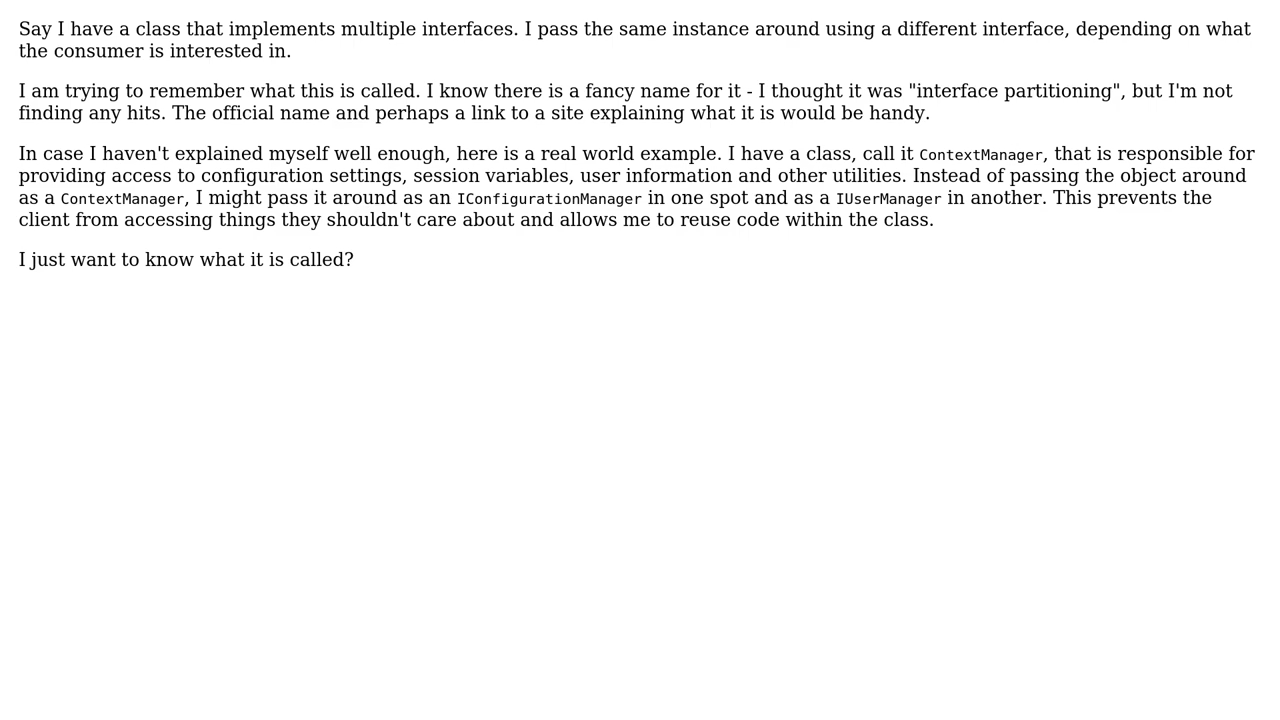 Say I have a class that implements multiple interfaces. I pass the same instance around using a different interface, depending on what
the consumer is interested in.
I am trying to remember what this is called. I know there is a fancy name for it - I thought it was "interface partitioning", but I'm not
finding any hits. The official name and perhaps a link to a site explaining what it is would be handy.
In case I haven't explained myself well enough, here is a real world example. I have a class, call it ContextManager, that is responsible for
providing access to configuration settings, session variables, user information and other utilities. Instead of passing the object around
as a ContextManager, I might pass it around as an IConfigurationManager in one spot and as a IUserManager in another. This prevents the
client from accessing things they shouldn't care about and allows me to reuse code within the class.
I just want to know what it is called?